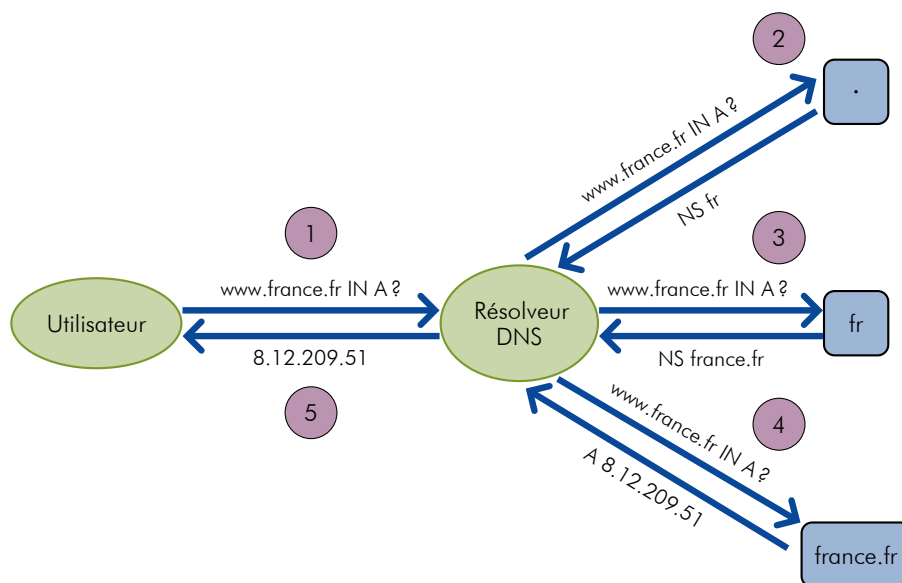 2
.
www.france.fr IN A ?
NS fr
1
3
www.france.fr IN A ?
www.france.fr IN A ?
Utilisateur
Résolveur
DNS
fr
8.12.209.51
NS france.fr
5
4
www.france.fr IN A ?
A 8.12.209.51
france.fr